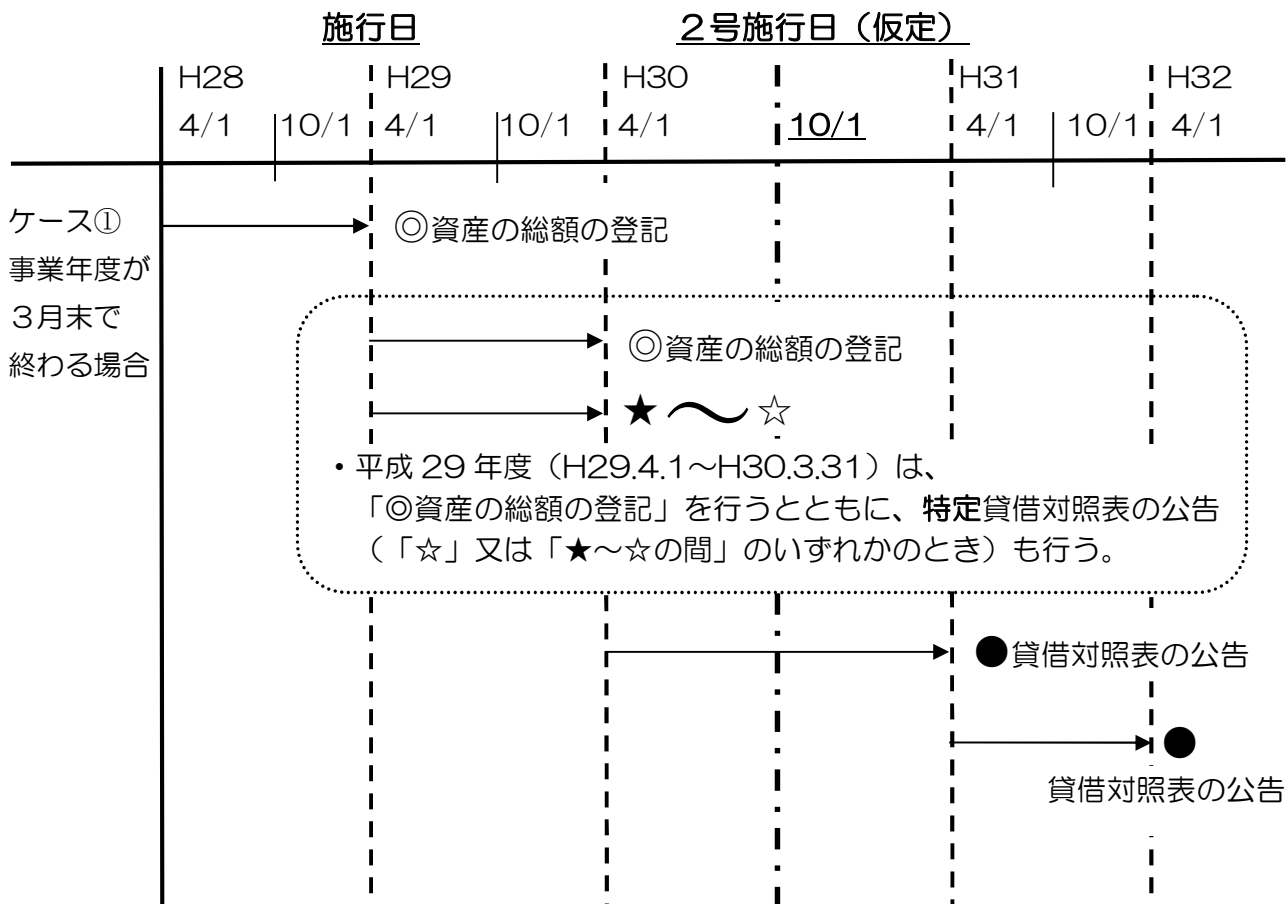 施行日 ２号施行日（仮定）
H28 H29 H30 H31 H32
4/1 10/1 4/1 10/1 4/1 10/1 4/1 10/1 4/1
ケース①
事業年度が
３月末で
終わる場合
◎資産の総額の登記
◎資産の総額の登記
★～☆
・平成29年度（H29.4.1～H30.3.31）は、
「◎資産の総額の登記」を行うとともに、特定貸借対照表の公告
（「☆」又は「★～☆の間」のいずれかのとき）も行う。
●貸借対照表の公告
●
貸借対照表の公告